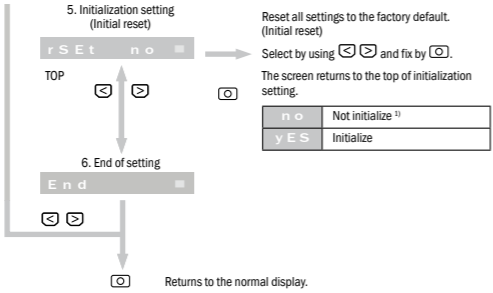 5. Initialization setting
(Initial reset)
rSEt no
TOP
Reset all settings to the factory default.
(Initial reset)
Select by using < > and fix by O.
The screen returns to the top of initialization
setting.
no Not initialize 1)
yES Initialize
< >
O
6. End of setting
End
< >
O Returns to the normal display.